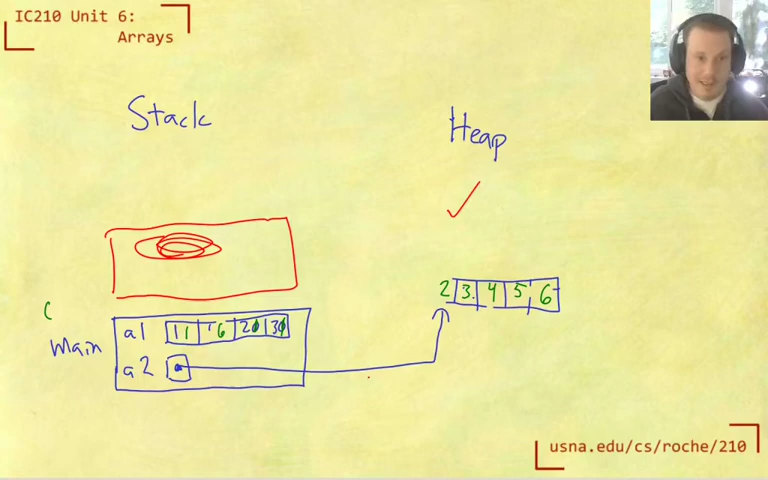 IC210 Unit 6:
Arrays
Stack
Heap
2 3 4 5 6
main
a1 11 16 20 30
a2
usna.edu/cs/roche/210